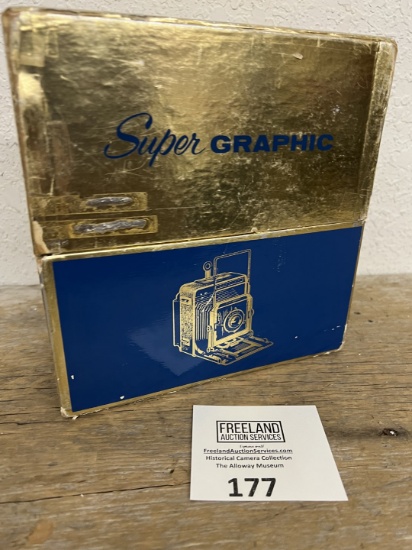 Super GRAPHIC
FREELAND
AUCTION SERVICES
FreelandAuctionServices.com
Historical Camera Collection
The Alloway Museum
177